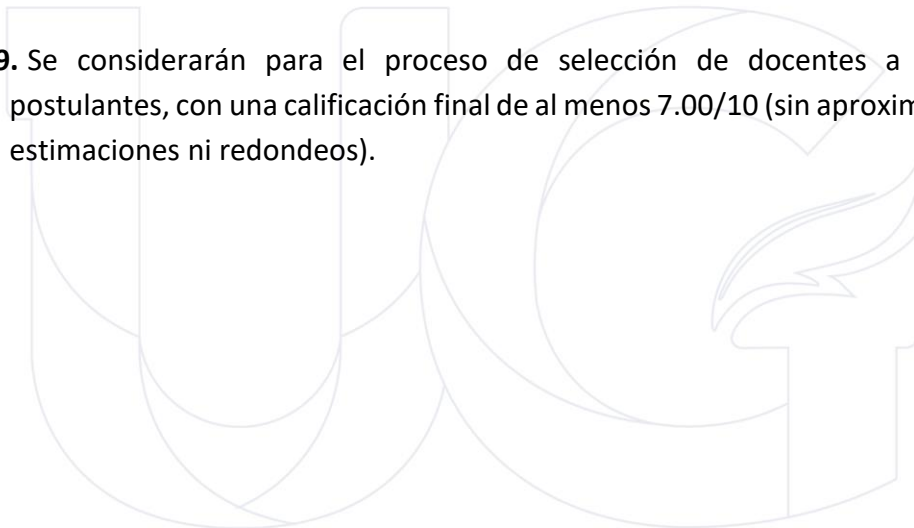 9. Se considerarán para el proceso de selección de docentes a
postulantes, con una calificación final de al menos 7.00/10 (sin aproxim
estimaciones ni redondeos).
UG